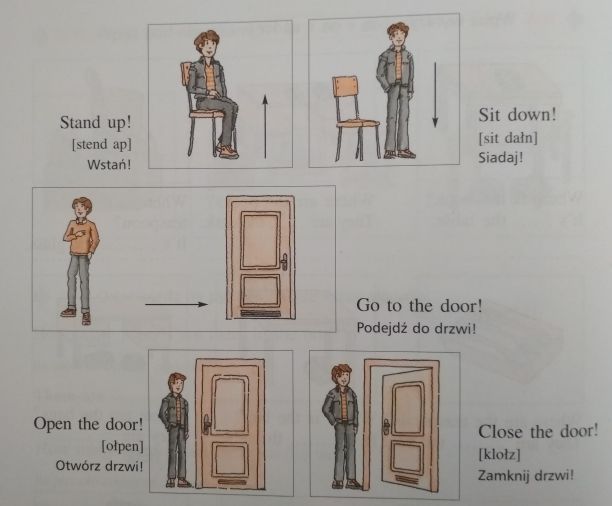 Stand up!
[stend ap]
Wstań!
Sit down!
[sit dałn]
Siadaj!
Go to the door!
Podejdź do drzwi!
Open the door!
[ołpen]
Otwórz drzwi!
Close the door!
[klołz]
Zamknij drzwi!